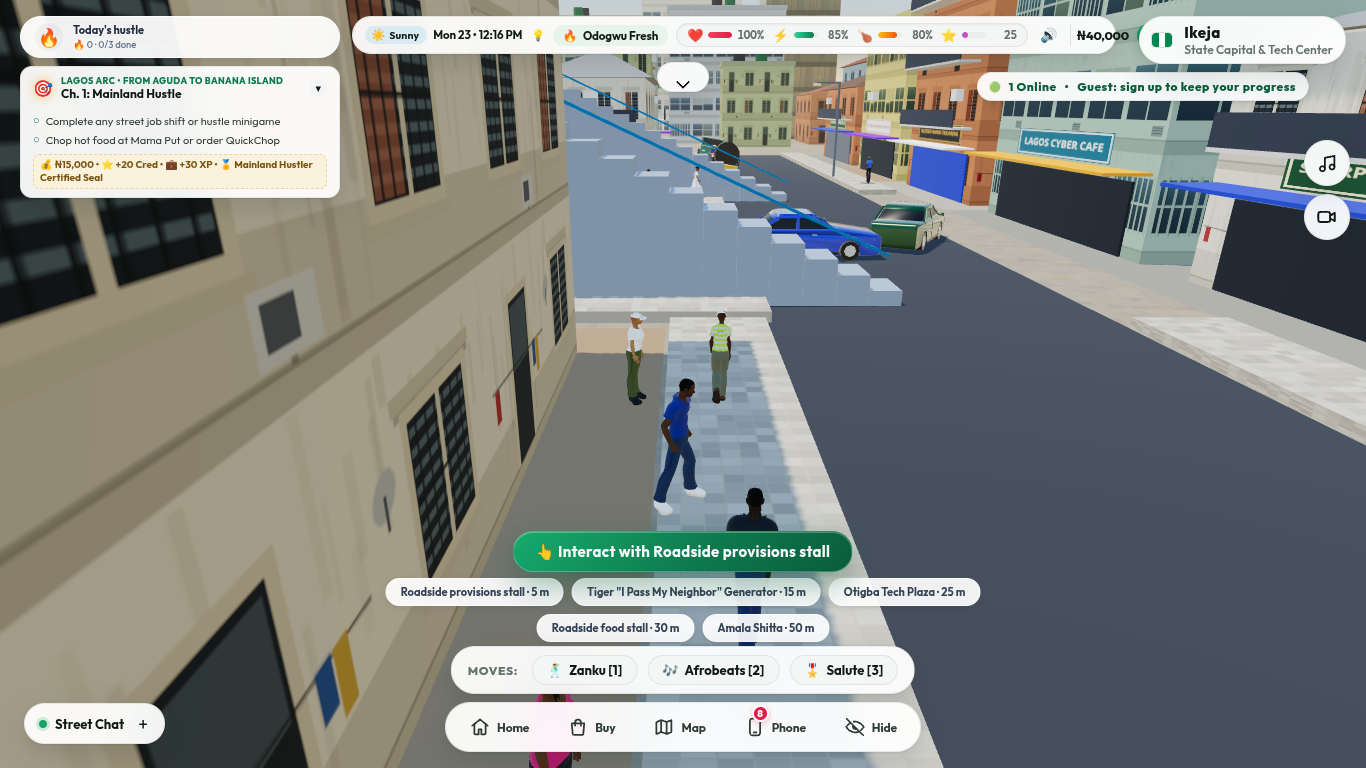 Today's hustle
🔥 0 · 0/3 done
LAGOS ARC • FROM AGUDA TO BANANA ISLAND
Ch. 1: Mainland Hustle
Complete any street job shift or hustle minigame
Chop hot food at Mama Put or order QuickChop
💰 ₦15,000 • ⭐ +20 Cred • 💼 +30 XP • 🏅 Mainland Hustler
Certified Seal
☀️ Sunny
Mon 23 • 12:16 PM
🔥 Odogwu Fresh
❤️ 100%
⚡ 85%
🍗 80%
⭐ 25
₦40,000
Ikeja
State Capital & Tech Center
1 Online • Guest: sign up to keep your progress
LAGOS CYBER CAFE
👆 Interact with Roadside provisions stall
Roadside provisions stall · 5 m
Tiger "I Pass My Neighbor" Generator · 15 m
Otigba Tech Plaza · 25 m
Roadside food stall · 30 m
Amala Shitta · 50 m
MOVES:
Zanku [1]
Afrobeats [2]
Salute [3]
Street Chat +
Home
Buy
Map
8
Phone
Hide